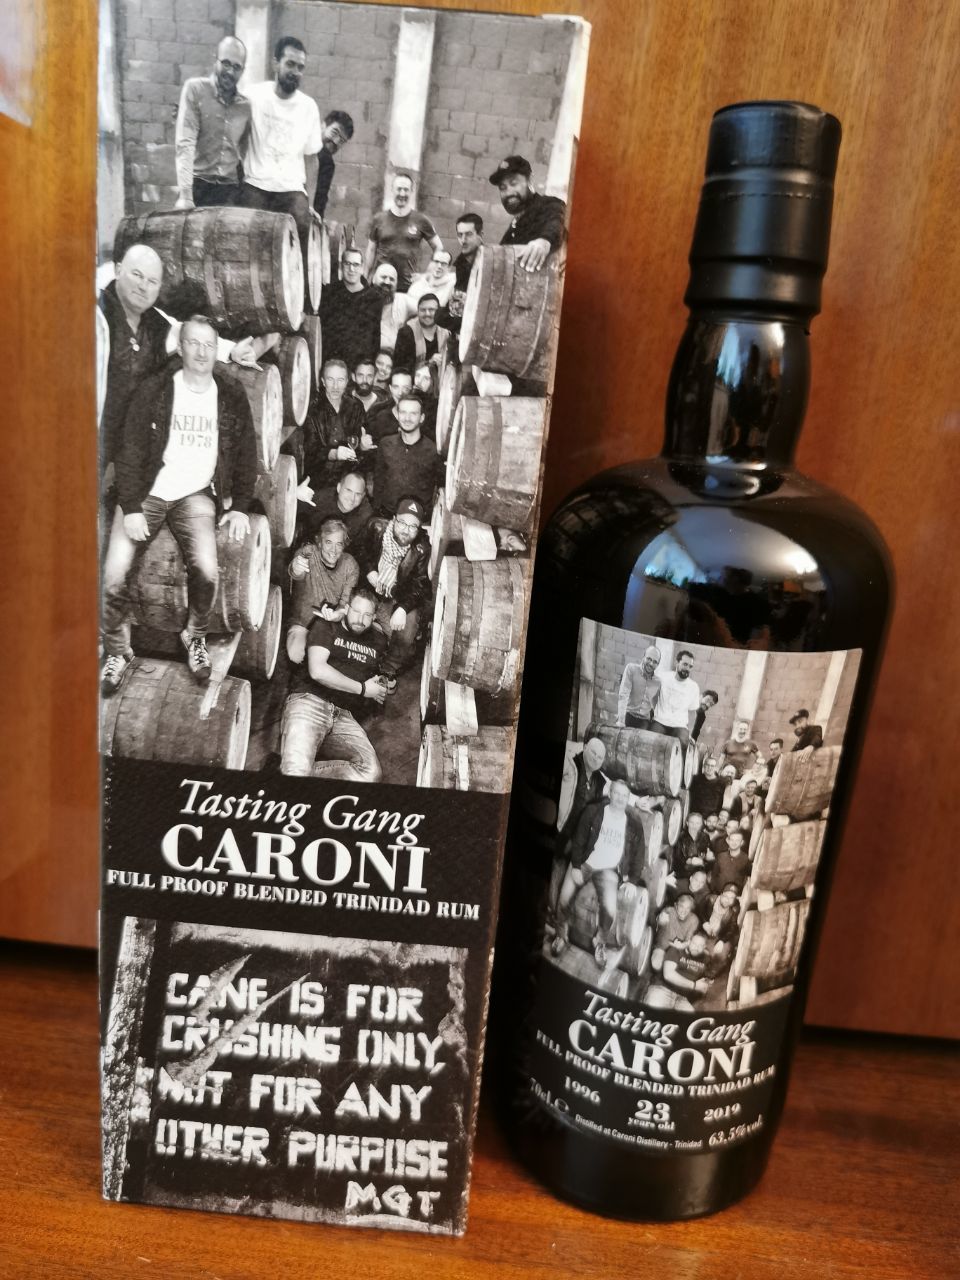 KELDO
1978
BLAIRMONT
1982
Tasting Gang
CARONI
FULL PROOF BLENDED TRINIDAD RUM
CANE IS FOR
CRUSHING ONLY,
NOT FOR ANY
OTHER PURPOSE
MGT
Tasting Gang
CARONI
FULL PROOF BLENDED TRINIDAD RUM
1996 23 2019
years old
70cl e Distilled at Caroni Distillery - Trinidad 63.5% vol.